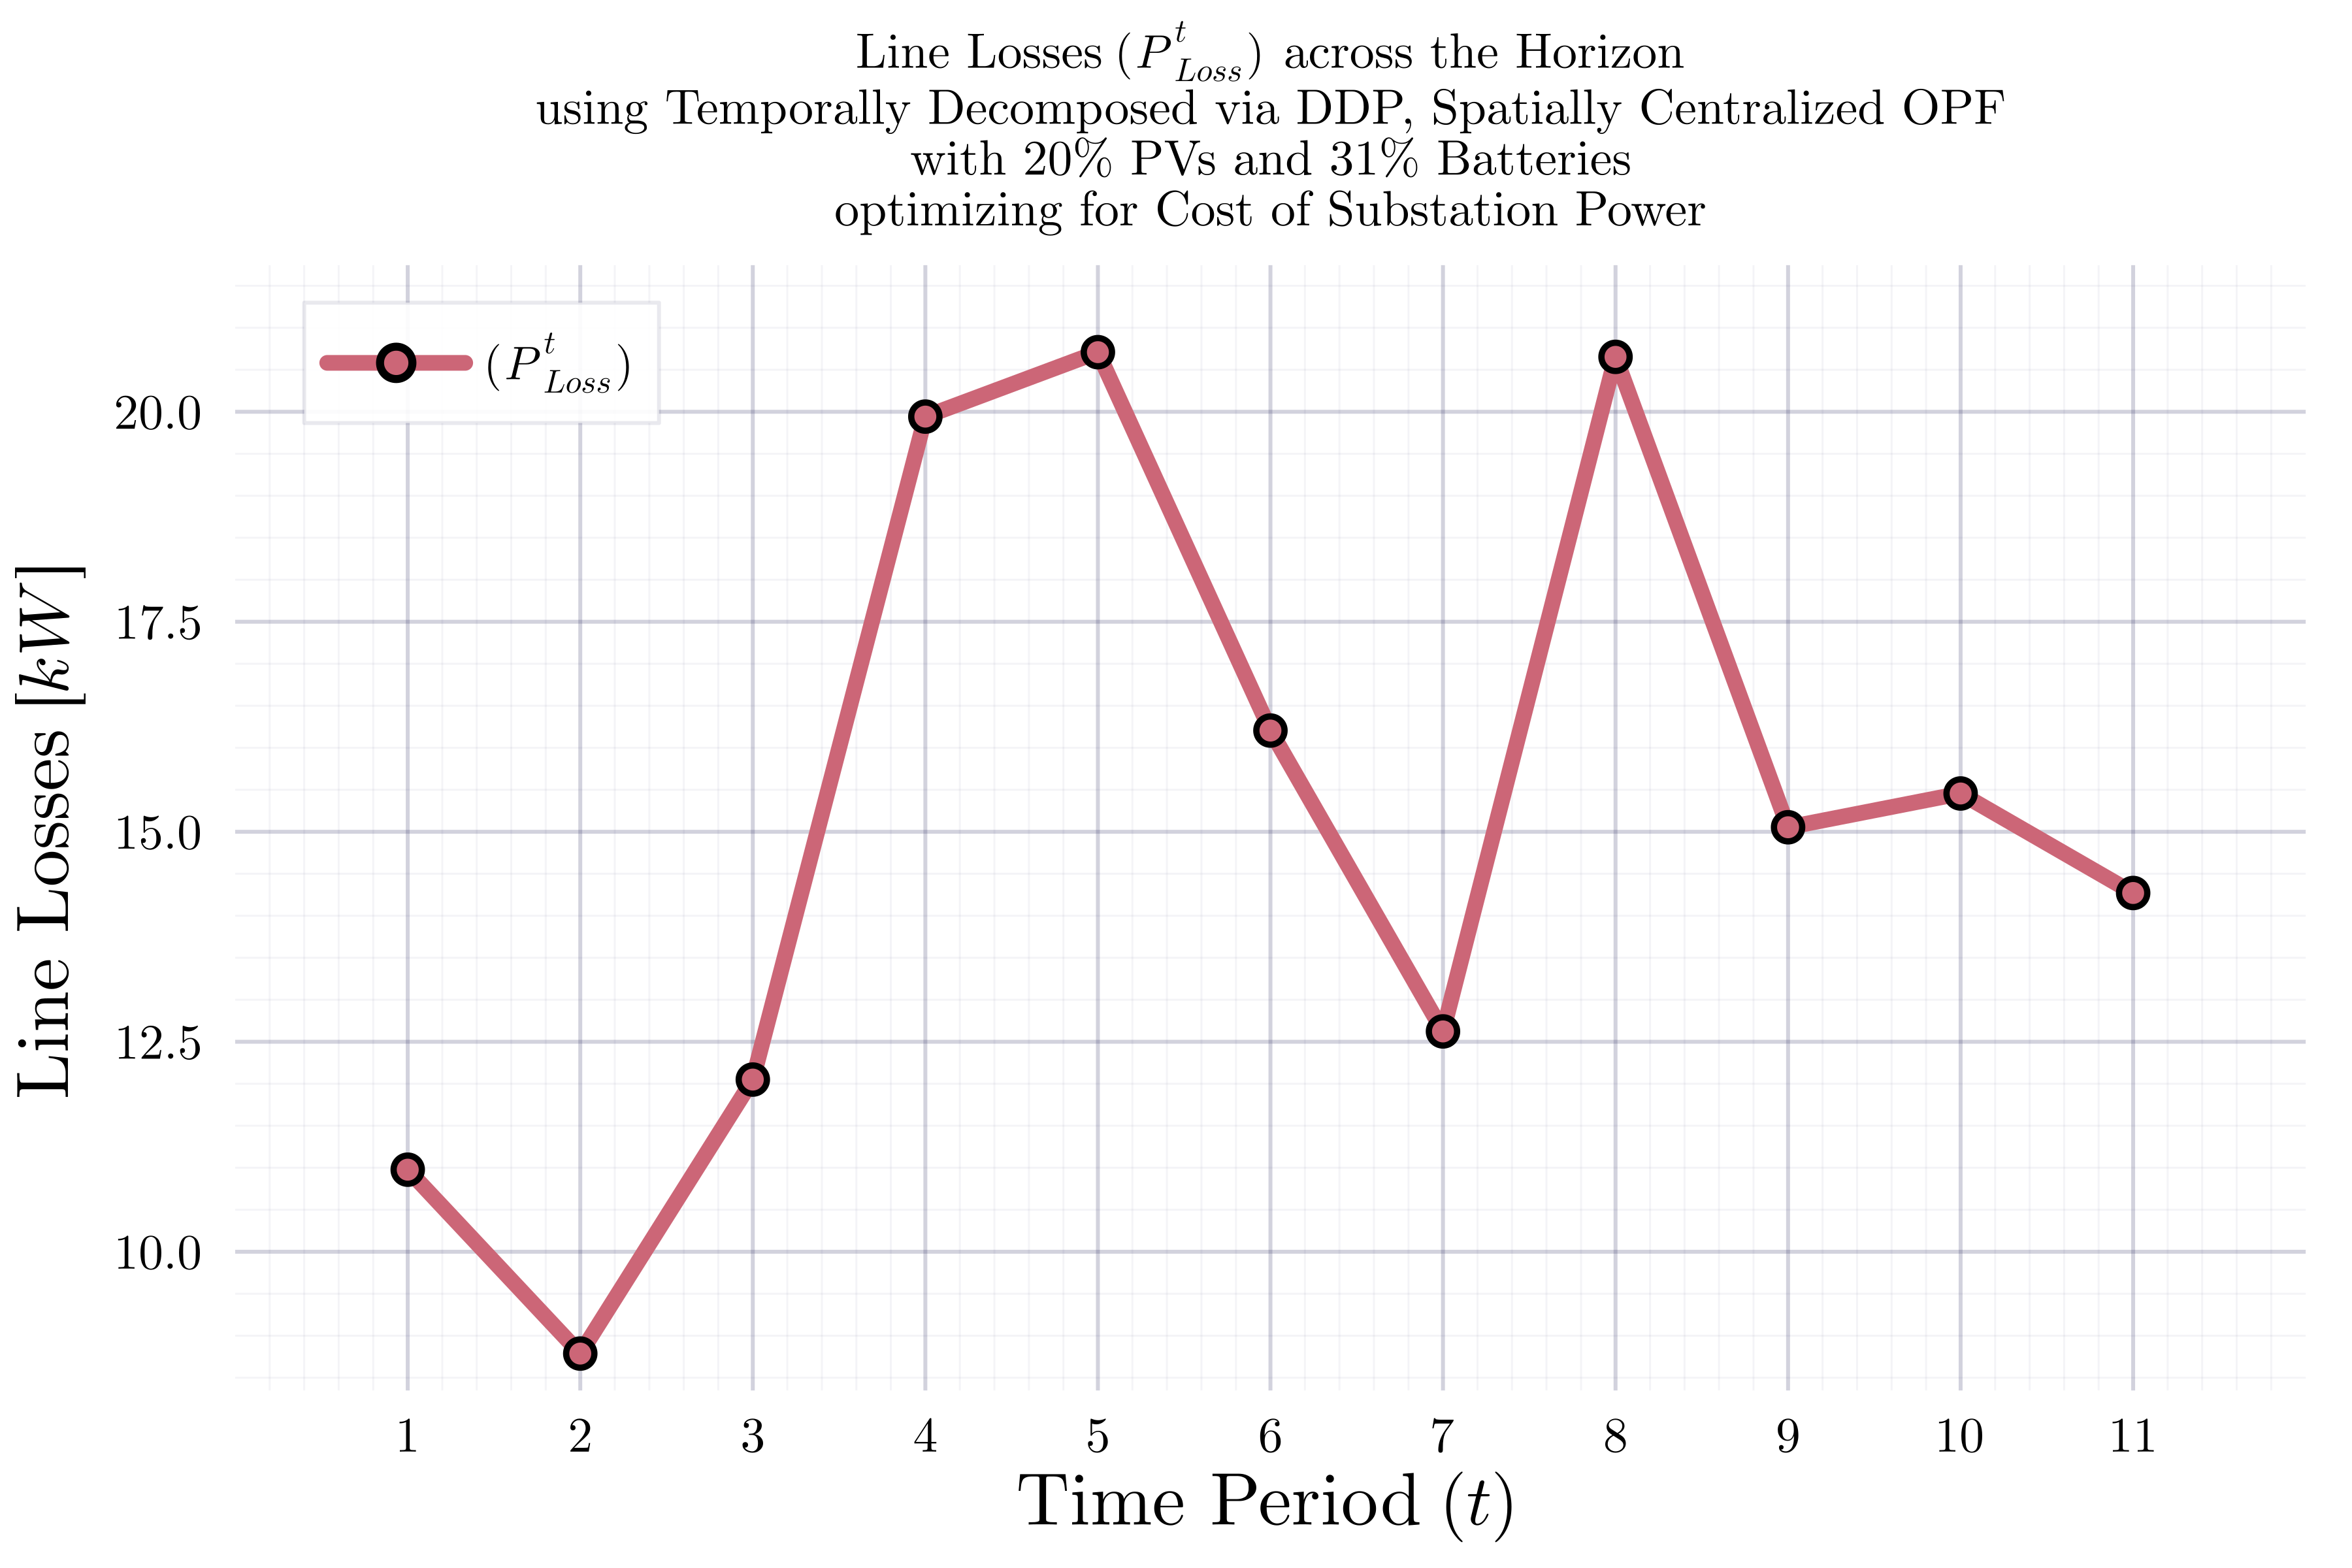 Line Losses (P^t_Loss) across the Horizon
using Temporally Decomposed via DDP, Spatially Centralized OPF
with 20% PVs and 31% Batteries
optimizing for Cost of Substation Power
(P^t_Loss)
Line Losses [kW]
20.0
17.5
15.0
12.5
10.0
1 2 3 4 5 6 7 8 9 10 11
Time Period (t)